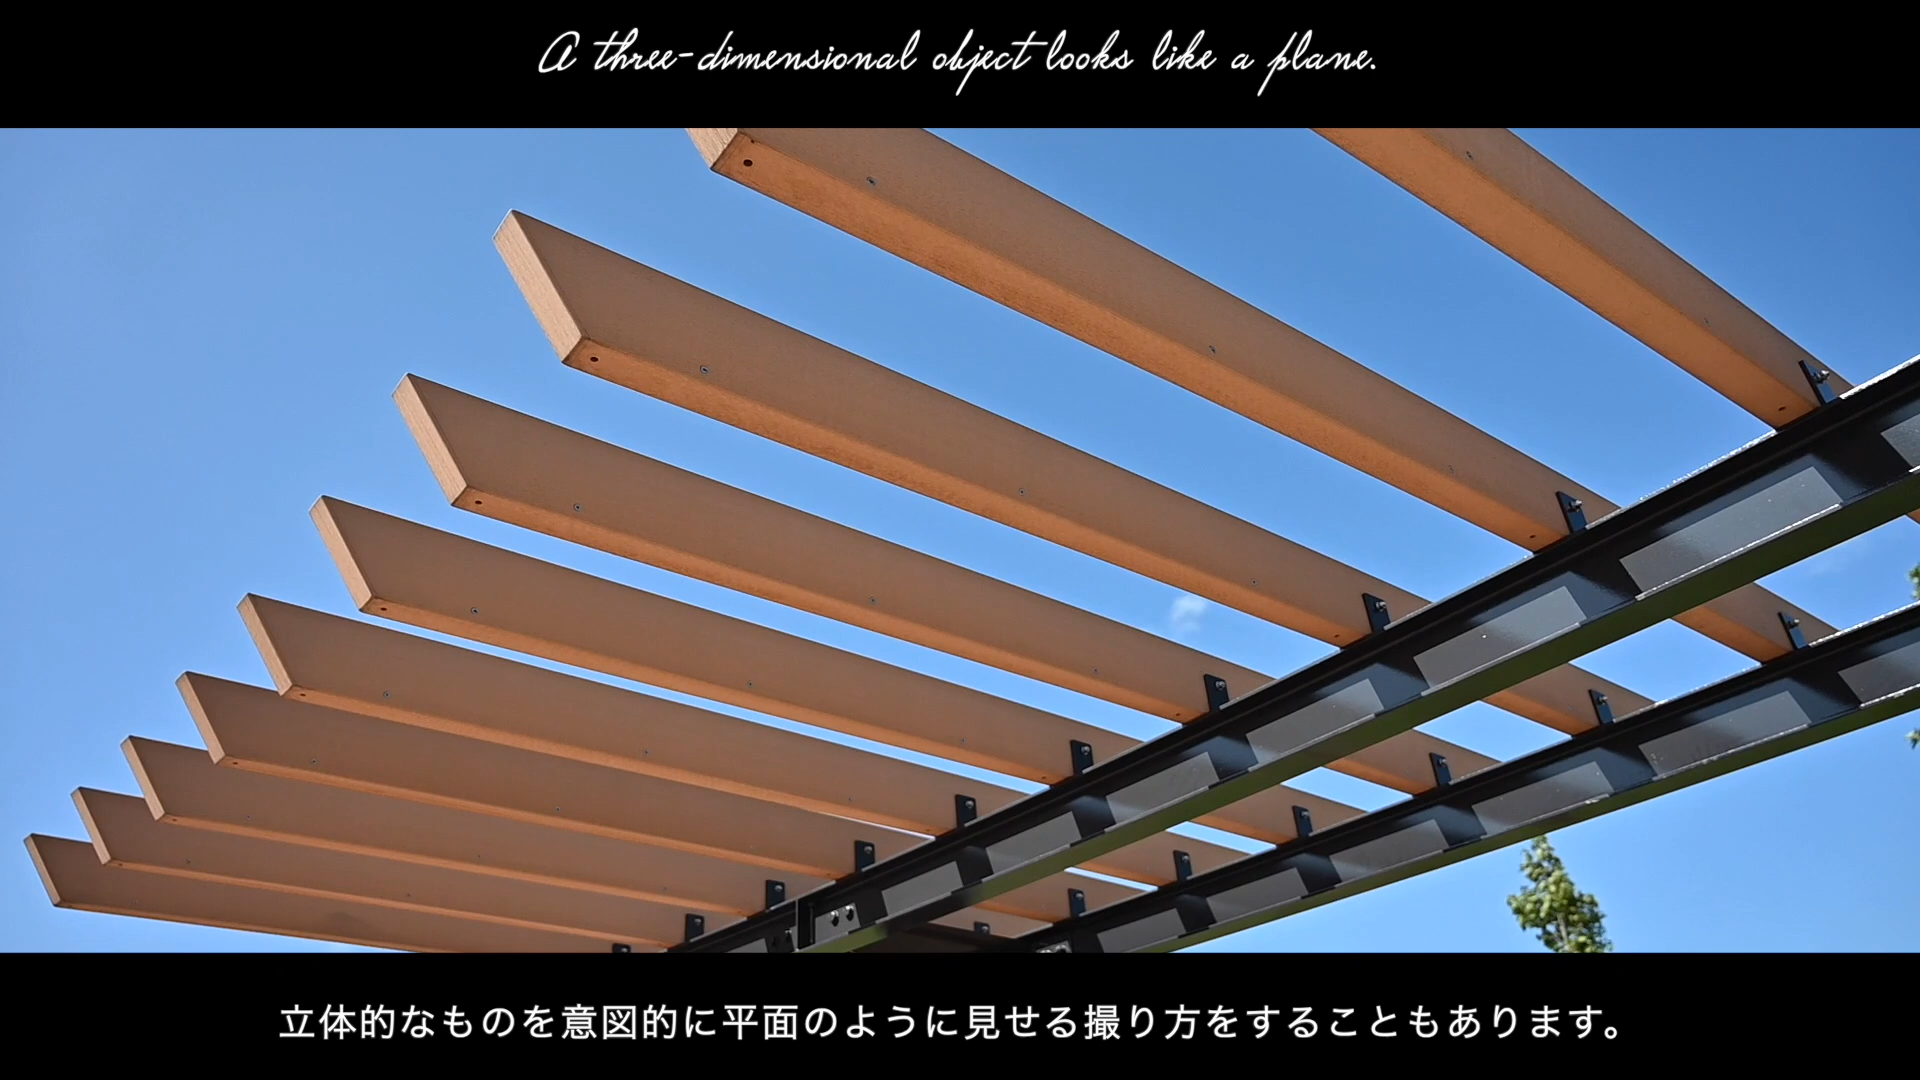 A three-dimensional object looks like a plane.
立体的なものを意図的に平面のように見せる撮り方をすることもあります。